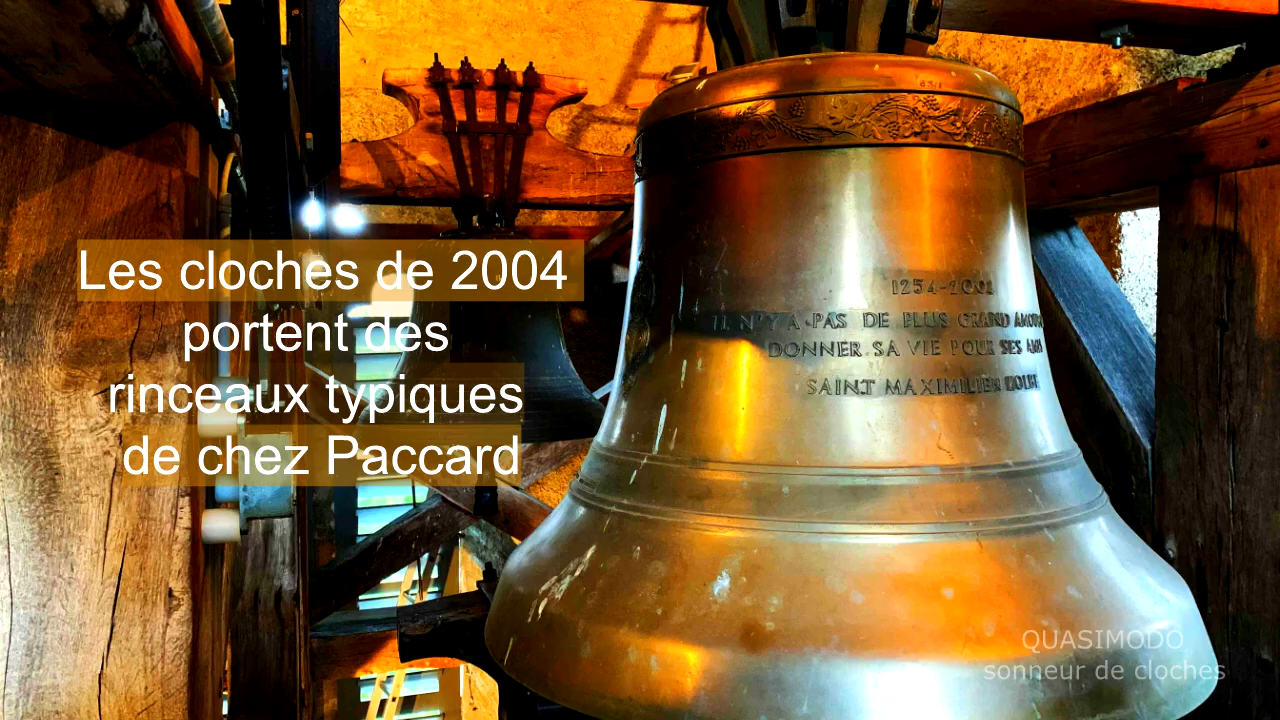 Les cloches de 2004
portent des
rinceaux typiques
de chez Paccard
1254-2004
IL N'Y A PAS DE PLUS GRAND AMOUR
DONNER SA VIE POUR SES AMIS
SAINT MAXIMILIEN KOLBE
QUASIMODO
sonneur de cloches